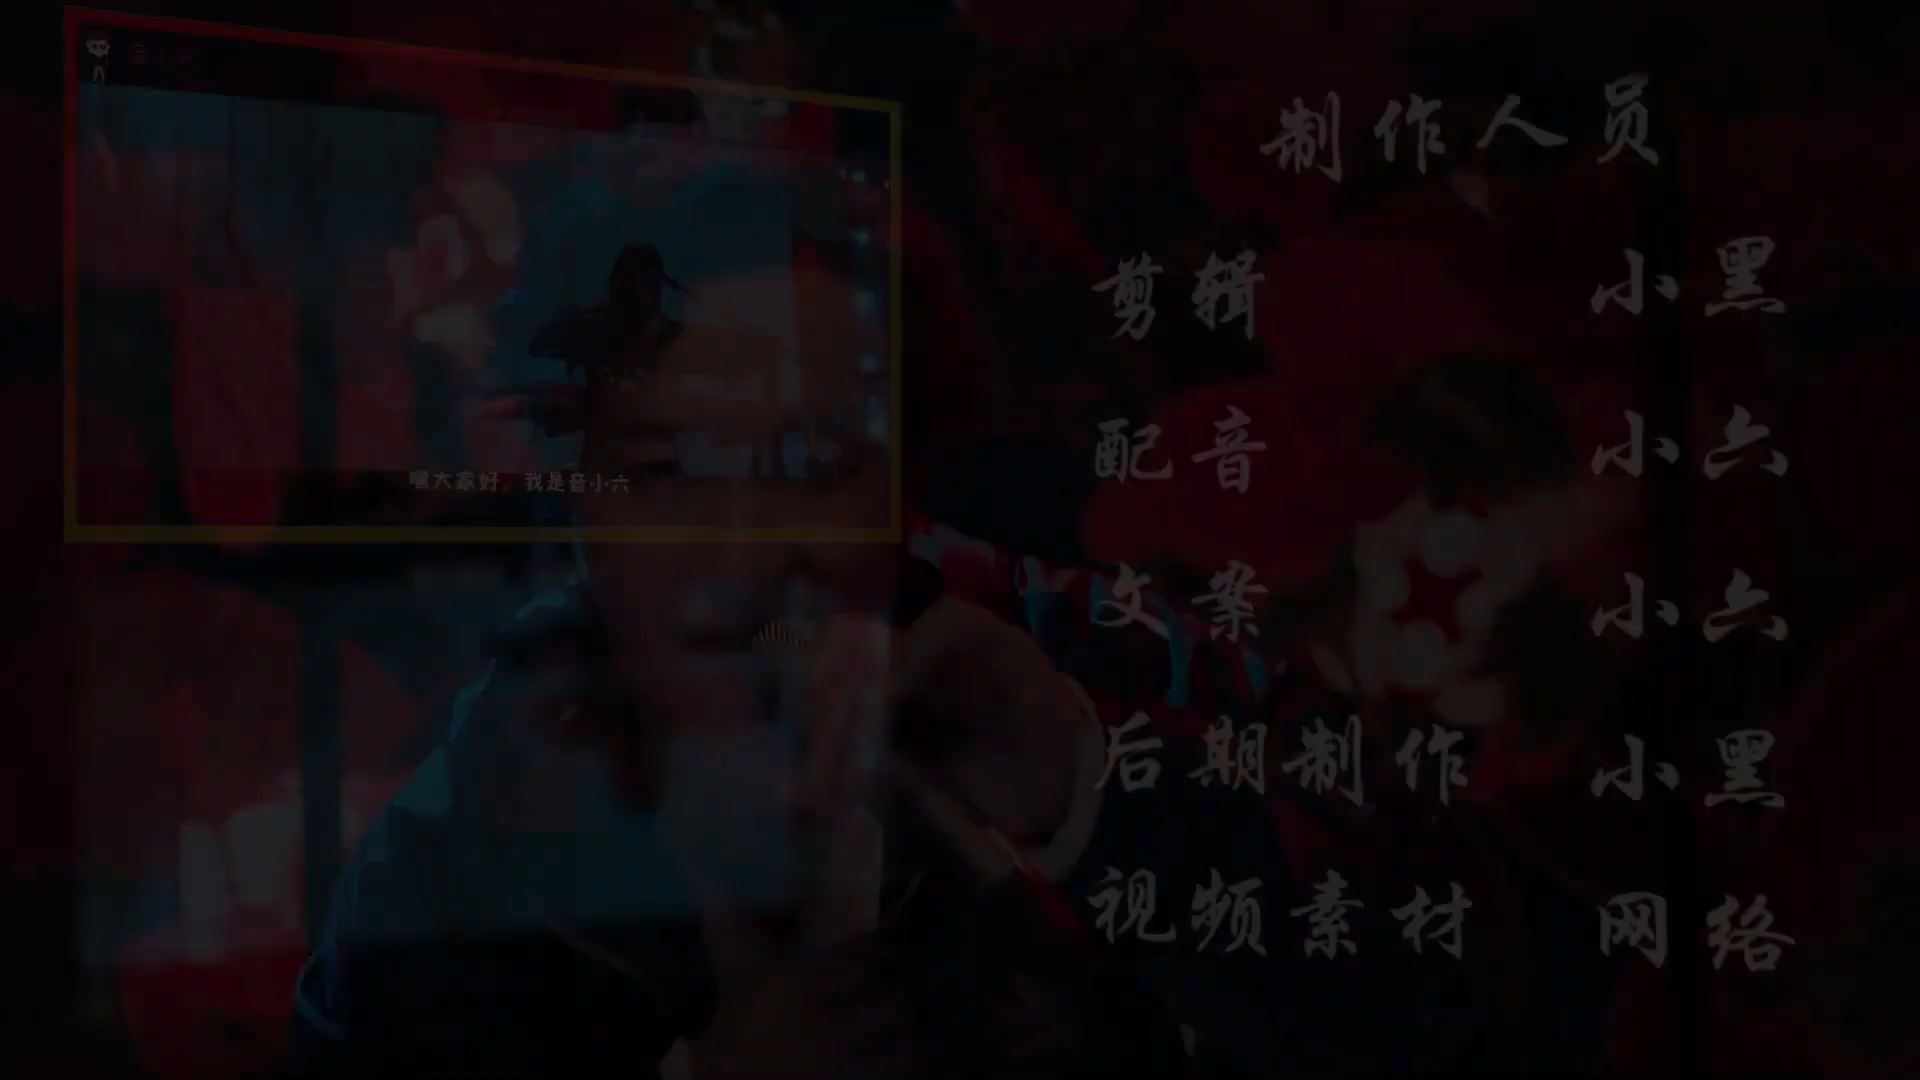 嘿大家好，我是音小六
制作人员
剪辑 小黑
配音 小六
文案 小六
后期制作 小黑
视频素材 网络